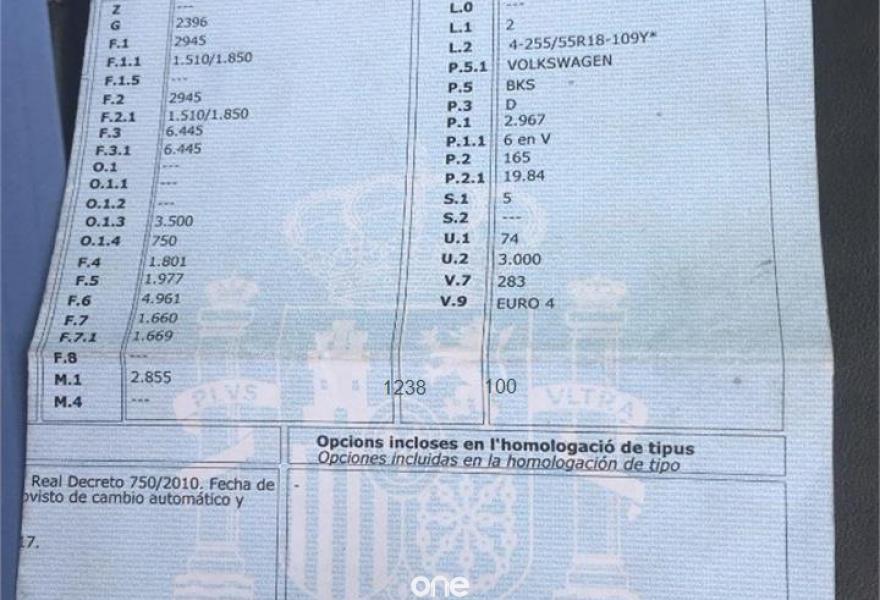 Z ---
G 2396
F.1 2945
F.1.1 1.510/1.850
F.1.5 ---
F.2 2945
F.2.1 1.510/1.850
F.3 6.445
F.3.1 6.445
O.1 ---
O.1.1 ---
O.1.2 ---
O.1.3 3.500
O.1.4 750
F.4 1.801
F.5 1.977
F.6 4.961
F.7 1.660
F.7.1 1.669
F.8 ---
M.1 2.855
M.4 ---
L.0 ---
L.1 2
L.2 4-255/55R18-109Y*
P.5.1 VOLKSWAGEN
P.5 BKS
P.3 D
P.1 2.967
P.1.1 6 en V
P.2 165
P.2.1 19.84
S.1 5
S.2 ---
U.1 74
U.2 3.000
V.7 283
V.9 EURO 4
1238 100
PLVS VLTRA
Opcions incloses en l'homologació de tipus
Opciones incluidas en la homologación de tipo
Real Decreto 750/2010. Fecha de
ovisto de cambio automático y
17.
-
one